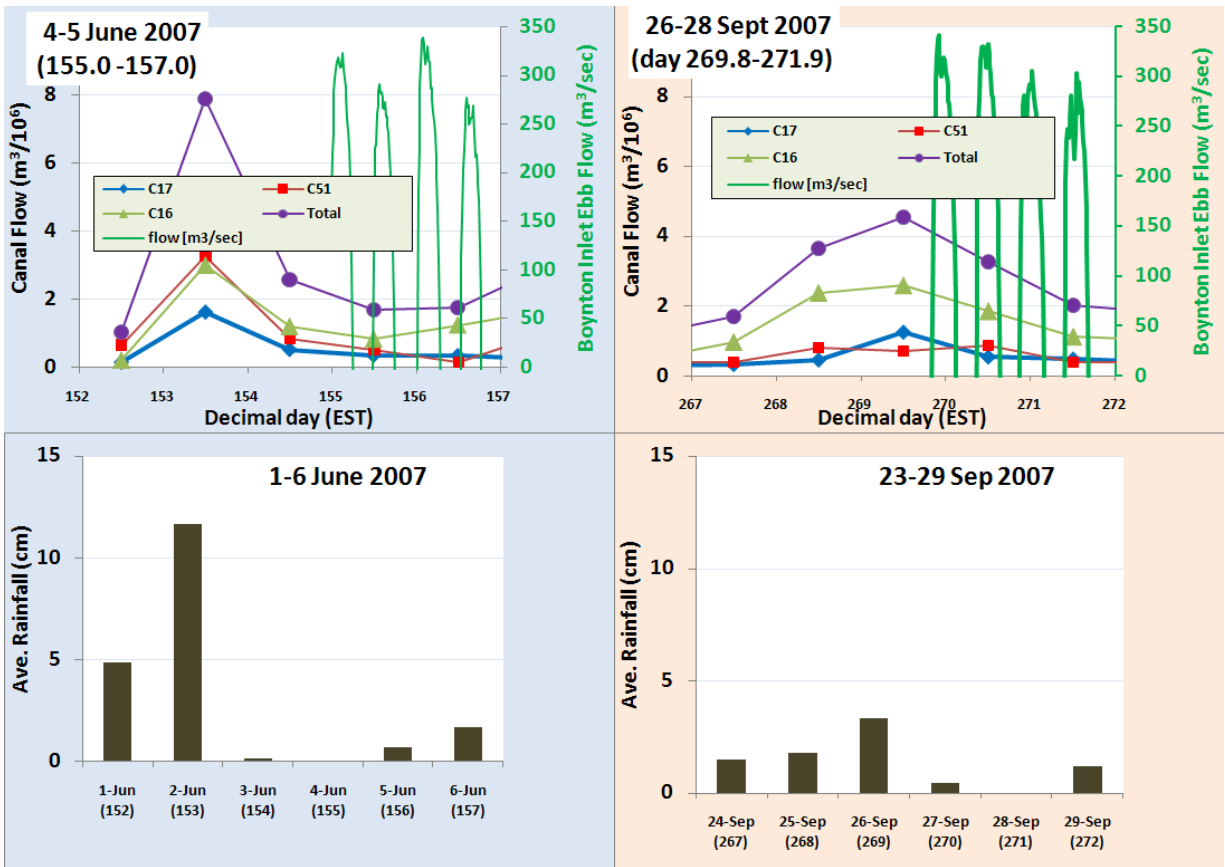 4-5 June 2007
(155.0 -157.0)
Canal Flow (m³/10⁶)
8
6
4
2
0
C17
C51
C16
Total
flow [m3/sec]
350
300
250
200
150
100
50
0
Boynton Inlet Ebb Flow (m³/sec)
152
153
154
155
156
157
Decimal day (EST)
26-28 Sept 2007
(day 269.8-271.9)
Canal Flow (m³/10⁶)
8
6
4
2
0
C17
C51
C16
Total
flow [m3/sec]
350
300
250
200
150
100
50
0
Boynton Inlet Ebb Flow (m³/sec)
267
268
269
270
271
272
Decimal day (EST)
1-6 June 2007
Ave. Rainfall (cm)
15
10
5
0
1-Jun
(152)
2-Jun
(153)
3-Jun
(154)
4-Jun
(155)
5-Jun
(156)
6-Jun
(157)
23-29 Sep 2007
Ave. Rainfall (cm)
15
10
5
0
24-Sep
(267)
25-Sep
(268)
26-Sep
(269)
27-Sep
(270)
28-Sep
(271)
29-Sep
(272)